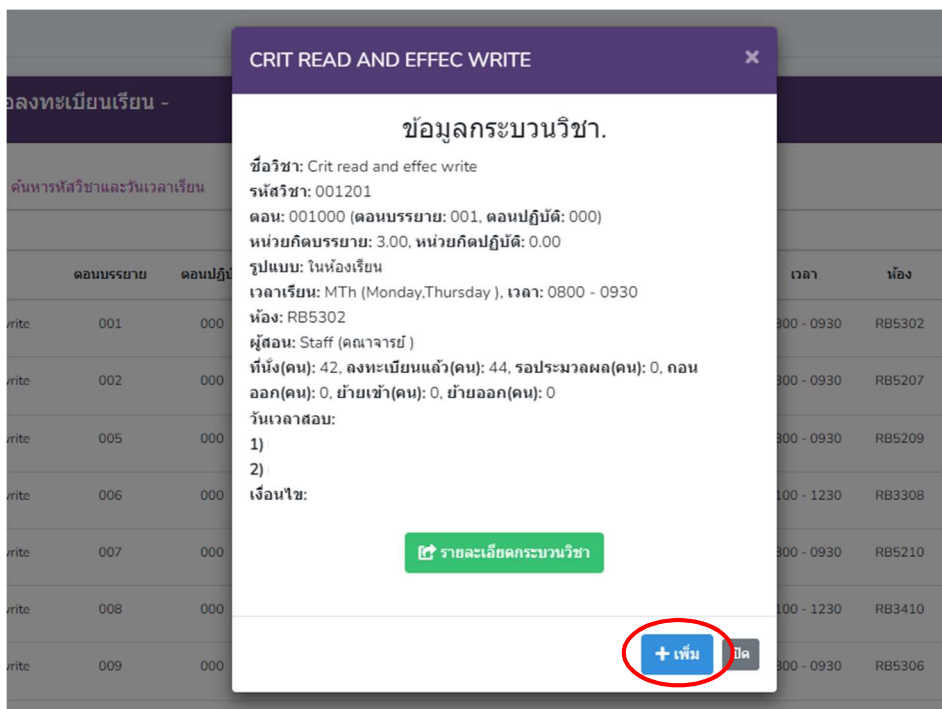 CRIT READ AND EFFEC WRITE ×
อลงทะเบียนเรียน -
ข้อมูลกระบวนวิชา.
ค้นหารหัสวิชาและวันเวลาเรียน
ชื่อวิชา: Crit read and effec write
รหัสวิชา: 001201
ตอน: 001000 (ตอนบรรยาย: 001, ตอนปฏิบัติ: 000)
หน่วยกิตบรรยาย: 3.00, หน่วยกิตปฏิบัติ: 0.00
รูปแบบ: ในห้องเรียน
เวลาเรียน: MTh (Monday,Thursday ), เวลา: 0800 - 0930
ห้อง: RB5302
ผู้สอน: Staff (คณาจารย์ )
ที่นั่ง(คน): 42, ลงทะเบียนแล้ว(คน): 44, รอประมวลผล(คน): 0, ถอน
ออก(คน): 0, ย้ายเข้า(คน): 0, ย้ายออก(คน): 0
วันเวลาสอบ:
1)
2)
เงื่อนไข:
รายละเอียดกระบวนวิชา
+ เพิ่ม ปิด
ตอนบรรยาย ตอนปฏิบั เวลา ห้อง
write 001 000 800 - 0930 RB5302
write 002 000 800 - 0930 RB5207
write 005 000 800 - 0930 RB5209
write 006 000 100 - 1230 RB3308
write 007 000 800 - 0930 RB5210
write 008 000 100 - 1230 RB3410
write 009 000 800 - 0930 RB5306